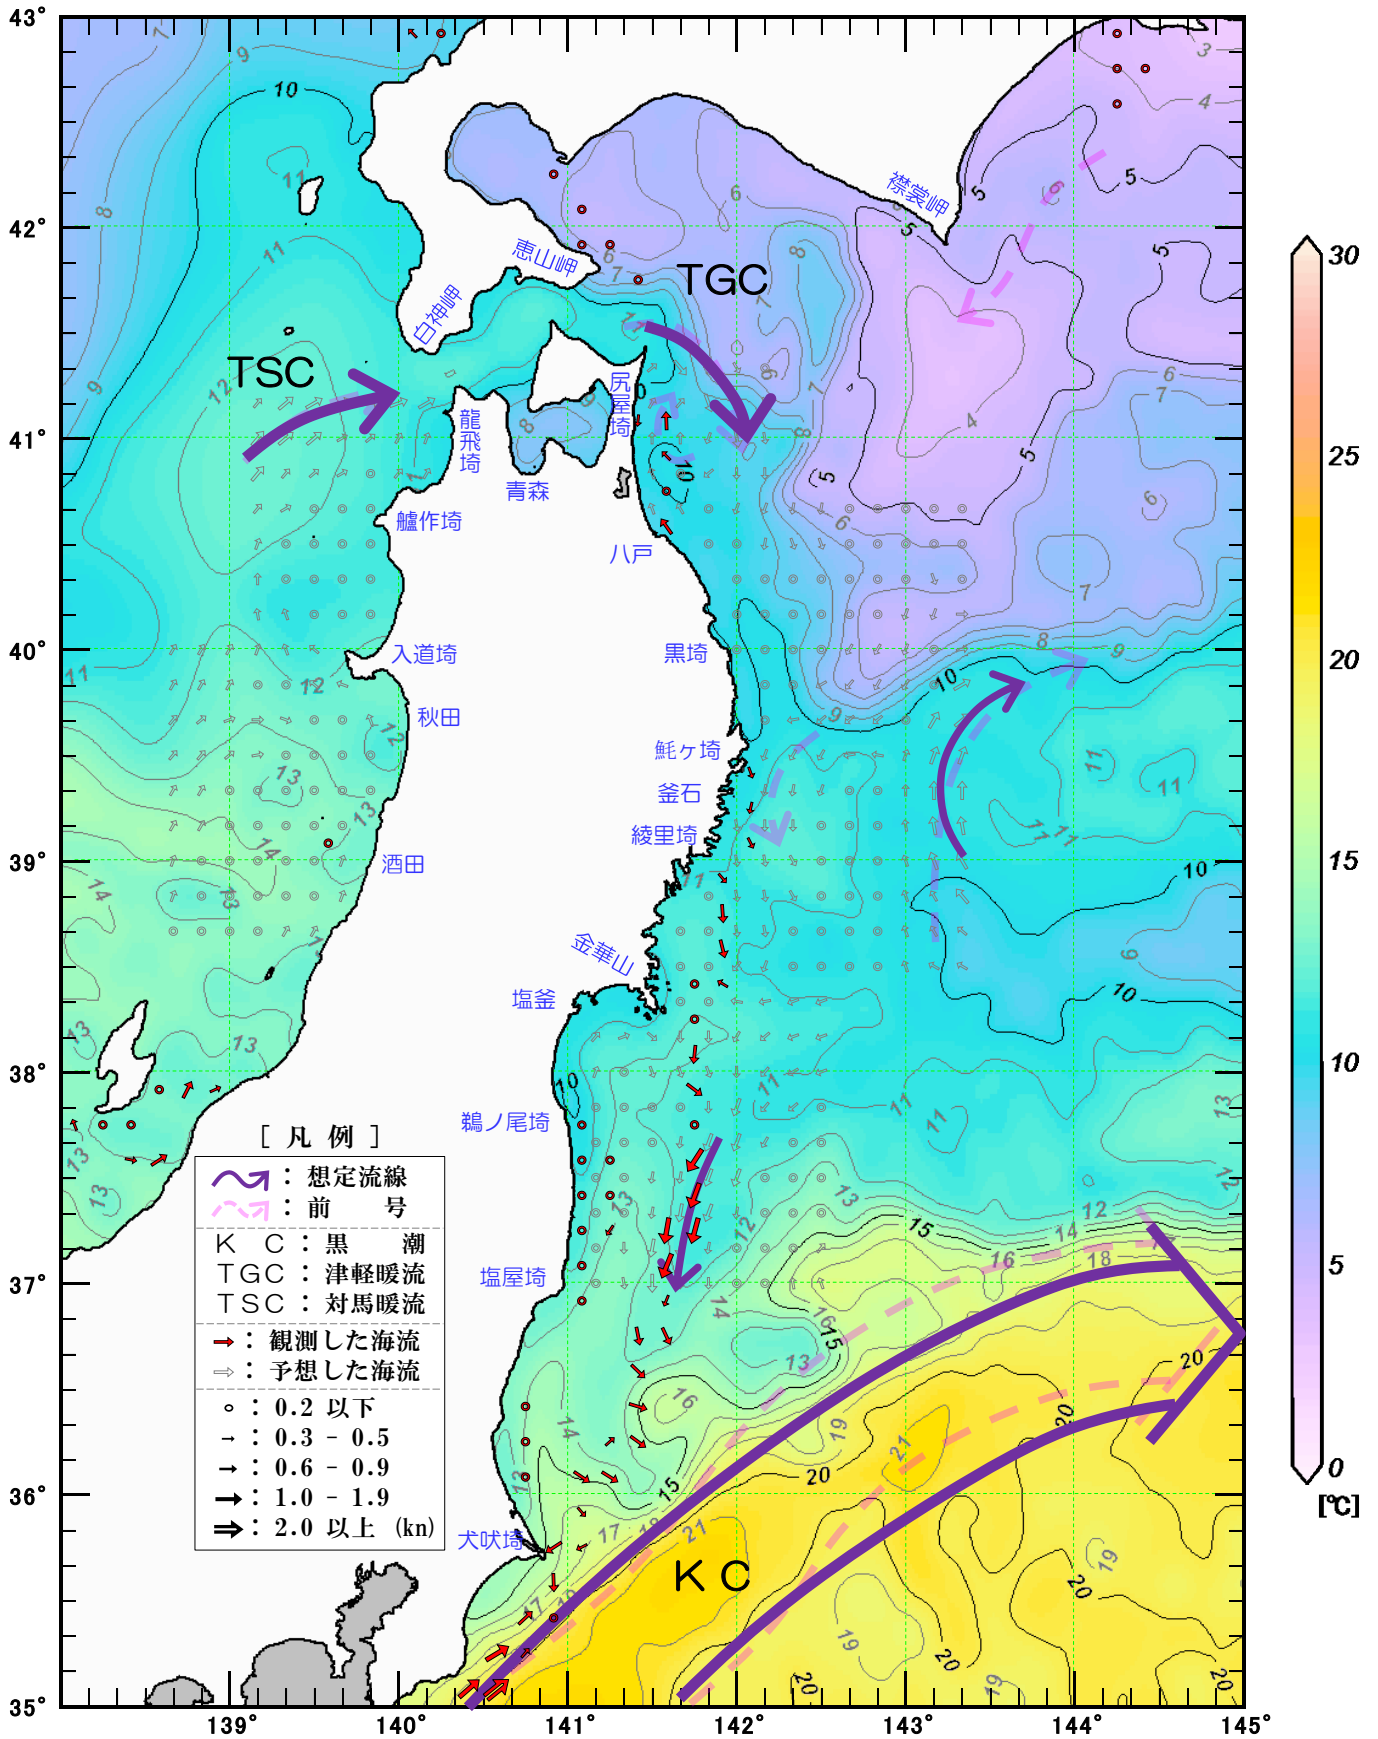 43°
42°
41°
40°
39°
38°
37°
36°
35°
139°
140°
141°
142°
143°
144°
145°
襟裳岬
恵山岬
白神岬
TGC
TSC
尻屋埼
龍飛埼
青森
艫作埼
八戸
入道埼
黒埼
秋田
魹ヶ埼
釜石
綾里埼
酒田
金華山
塩釜
鵜ノ尾埼
塩屋埼
犬吠埼
KC
[ 凡 例 ]
: 想定流線
: 前 号
K C : 黒 潮
TGC : 津軽暖流
TSC : 対馬暖流
: 観測した海流
: 予想した海流
: 0.2 以下
: 0.3 - 0.5
: 0.6 - 0.9
: 1.0 - 1.9
: 2.0 以上 (kn)
30
25
20
15
10
5
0
[℃]